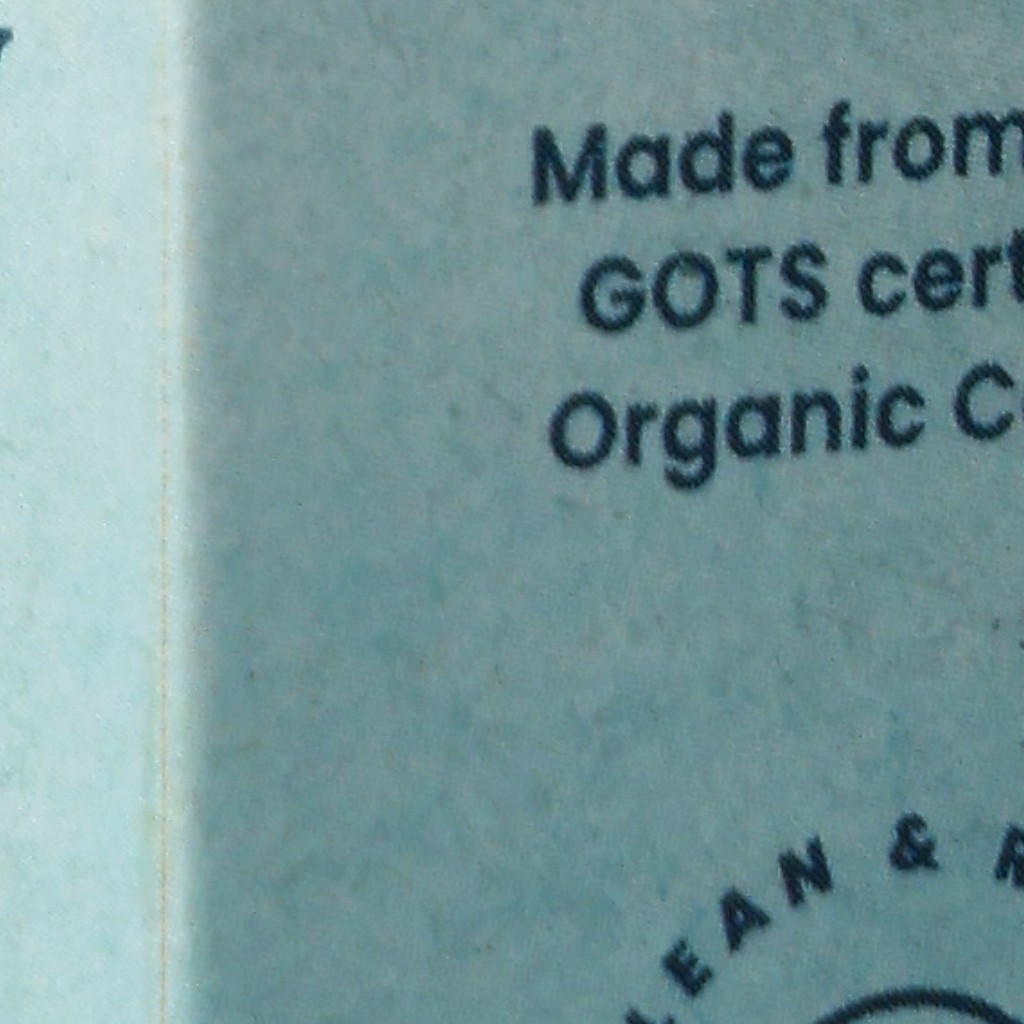 Made from
GOTS cert
Organic C
EAN & R